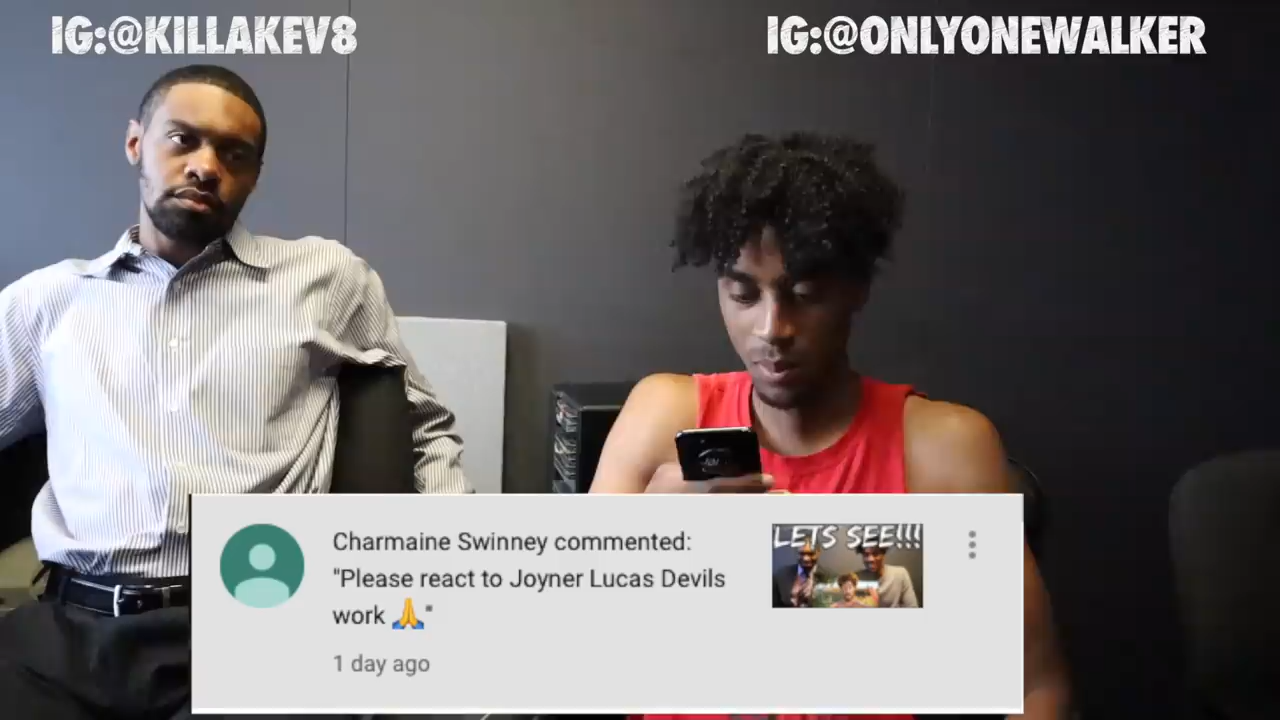 IG:@KILLAKEV8
IG:@ONLYONEWALKER
Charmaine Swinney commented:
"Please react to Joyner Lucas Devils
work 🙏"
1 day ago
LETS SEE!!!